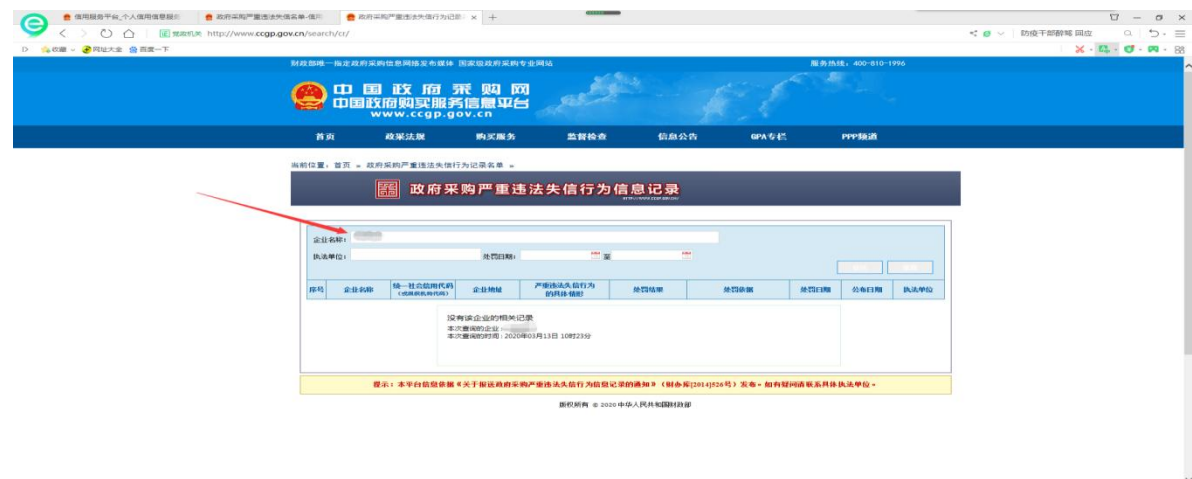 信用服务平台_个人信用信息服务
政府采购严重违法失信名单-信用
政府采购严重违法失信行为记录
党政机关 http://www.ccgp.gov.cn/search/cr/
防疫干部醉驾 回应
收藏 网址大全 百度一下
财政部唯一指定政府采购信息网络发布媒体 国家级政府采购专业网站
服务热线：400-810-1996
中国政府采购网
中国政府购买服务信息平台
www.ccgp.gov.cn
首页 政采法规 购买服务 监督检查 信息公告 GPA专栏 PPP频道
当前位置：首页 » 政府采购严重违法失信行为记录名单 »
政府采购严重违法失信行为信息记录
企业名称：
执法单位： 处罚日期： 至
序号 企业名称 统一社会信用代码（或组织机构代码） 企业地址 严重违法失信行为的具体情形 处罚结果 处罚依据 处罚日期 公布日期 执法单位
没有该企业的相关记录
本次查询的企业：
本次查询的时间：2020年03月13日 10时23分
提示：本平台信息依据《关于报送政府采购严重违法失信行为信息记录的通知》（财办库[2014]526号）发布。如有疑问请联系具体执法单位。
版权所有 © 2020 中华人民共和国财政部